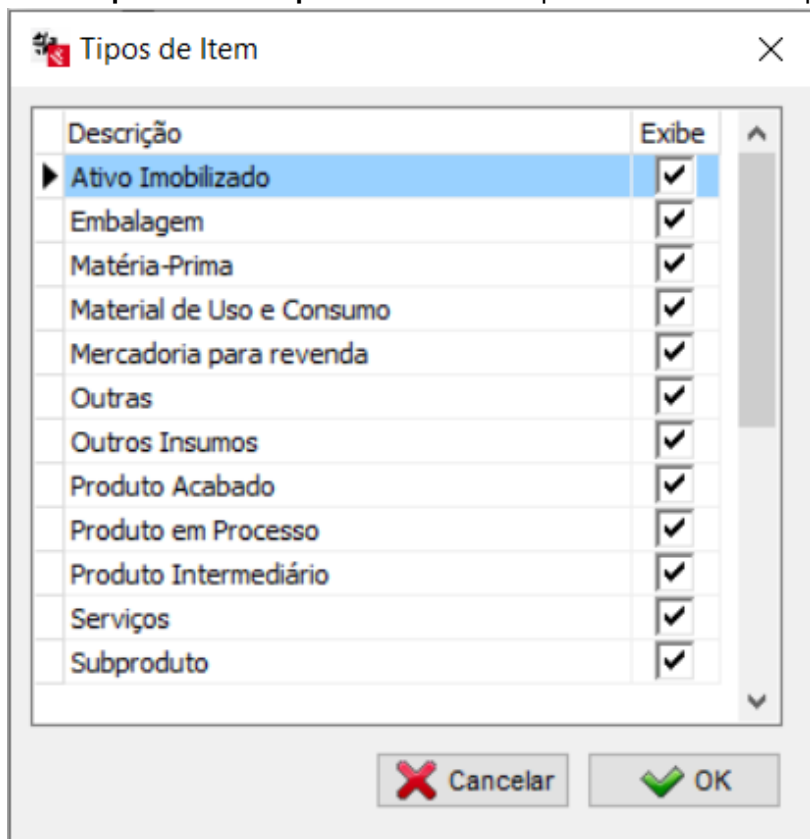 Tipos de Item
Descrição Exibe
Ativo Imobilizado
Embalagem
Matéria-Prima
Material de Uso e Consumo
Mercadoria para revenda
Outras
Outros Insumos
Produto Acabado
Produto em Processo
Produto Intermediário
Serviços
Subproduto
Cancelar OK